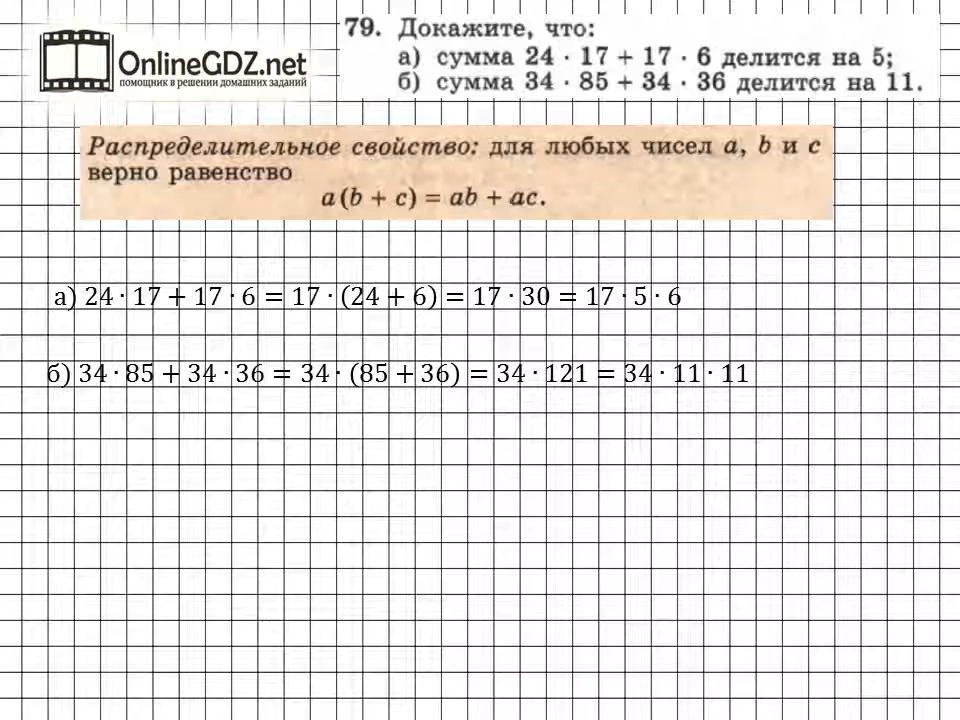 OnlineGDZ.net
помощник в решении домашних заданий
79. Докажите, что:
а) сумма 24 · 17 + 17 · 6 делится на 5;
б) сумма 34 · 85 + 34 · 36 делится на 11.
Распределительное свойство: для любых чисел a, b и c
верно равенство
a(b + c) = ab + ac.
а) 24 · 17 + 17 · 6 = 17 · (24 + 6) = 17 · 30 = 17 · 5 · 6
б) 34 · 85 + 34 · 36 = 34 · (85 + 36) = 34 · 121 = 34 · 11 · 11